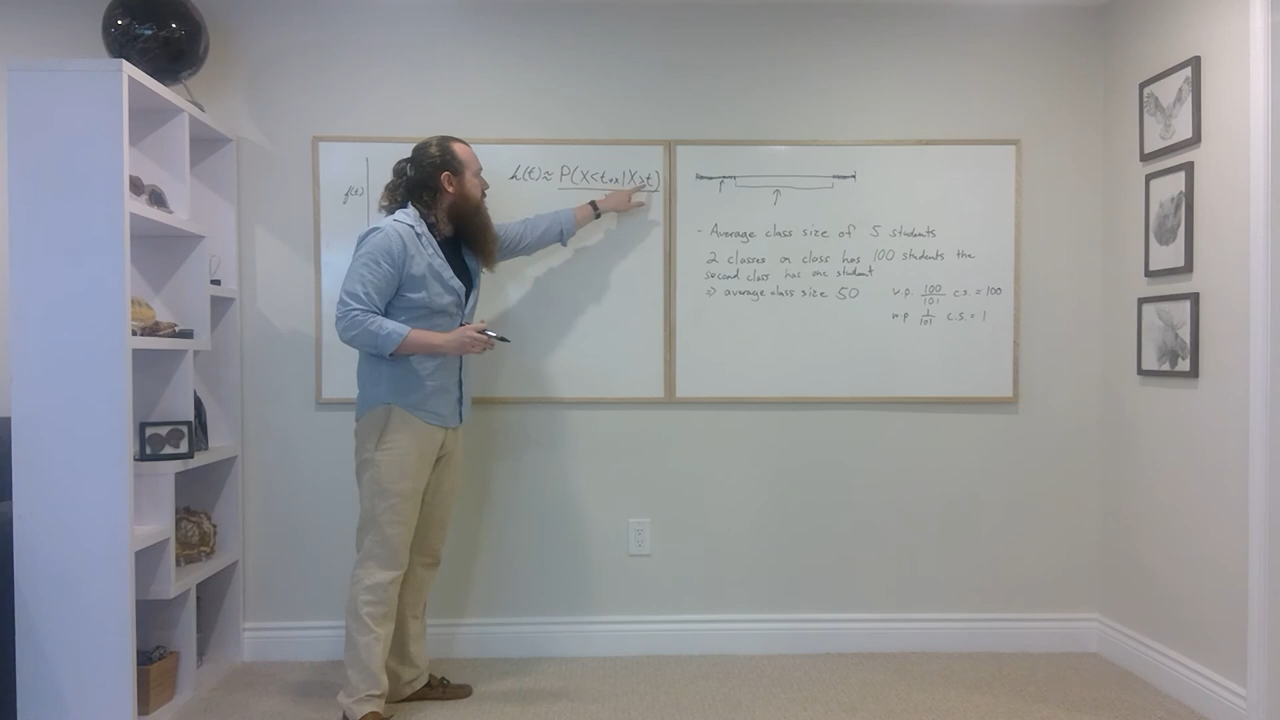 f(t)
h(t) ≈ P(X<t+x|X>t)
- Average class size of 5 students
2 classes or class has 100 students the
second class has one student
⇒ average class size 50
w.p. 100/101 c.s. = 100
w.p 1/101 c.s. = 1